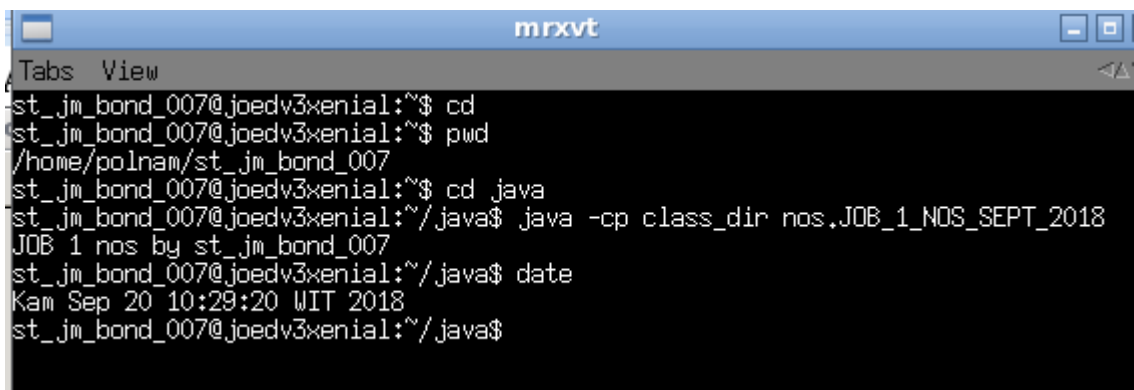 mrxvt
Tabs View
st_jm_bond_007@joedv3xenial:~$ cd
st_jm_bond_007@joedv3xenial:~$ pwd
/home/polnam/st_jm_bond_007
st_jm_bond_007@joedv3xenial:~$ cd java
st_jm_bond_007@joedv3xenial:~/java$ java -cp class_dir nos.JOB_1_NOS_SEPT_2018
JOB 1 nos by st_jm_bond_007
st_jm_bond_007@joedv3xenial:~/java$ date
Kam Sep 20 10:29:20 WIT 2018
st_jm_bond_007@joedv3xenial:~/java$